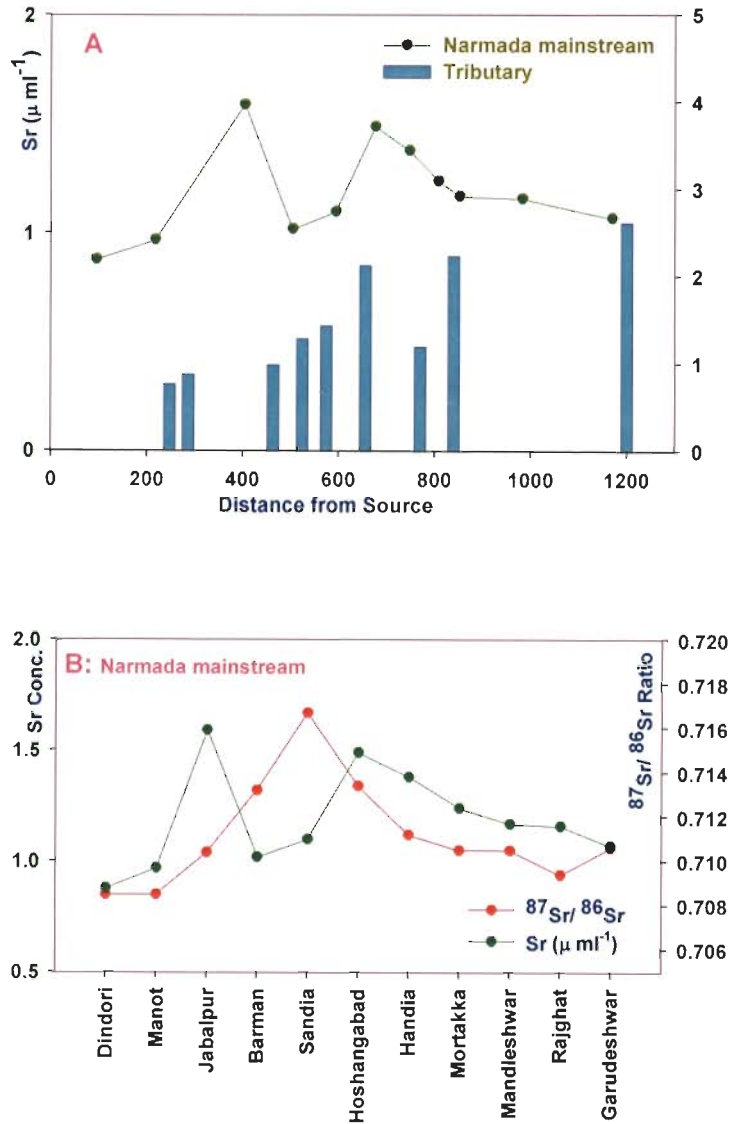 A
Narmada mainstream
Tributary
Sr (μ ml⁻¹)
2
1
0
5
4
3
2
1
0
0 200 400 600 800 1000 1200
Distance from Source
B: Narmada mainstream
Sr Conc.
2.0
1.5
1.0
0.5
⁸⁷Sr/ ⁸⁶Sr Ratio
0.720
0.718
0.716
0.714
0.712
0.710
0.708
0.706
⁸⁷Sr/ ⁸⁶Sr
Sr (μ ml⁻¹)
Dindori
Manot
Jabalpur
Barman
Sandia
Hoshangabad
Handia
Mortakka
Mandleshwar
Rajghat
Garudeshwar